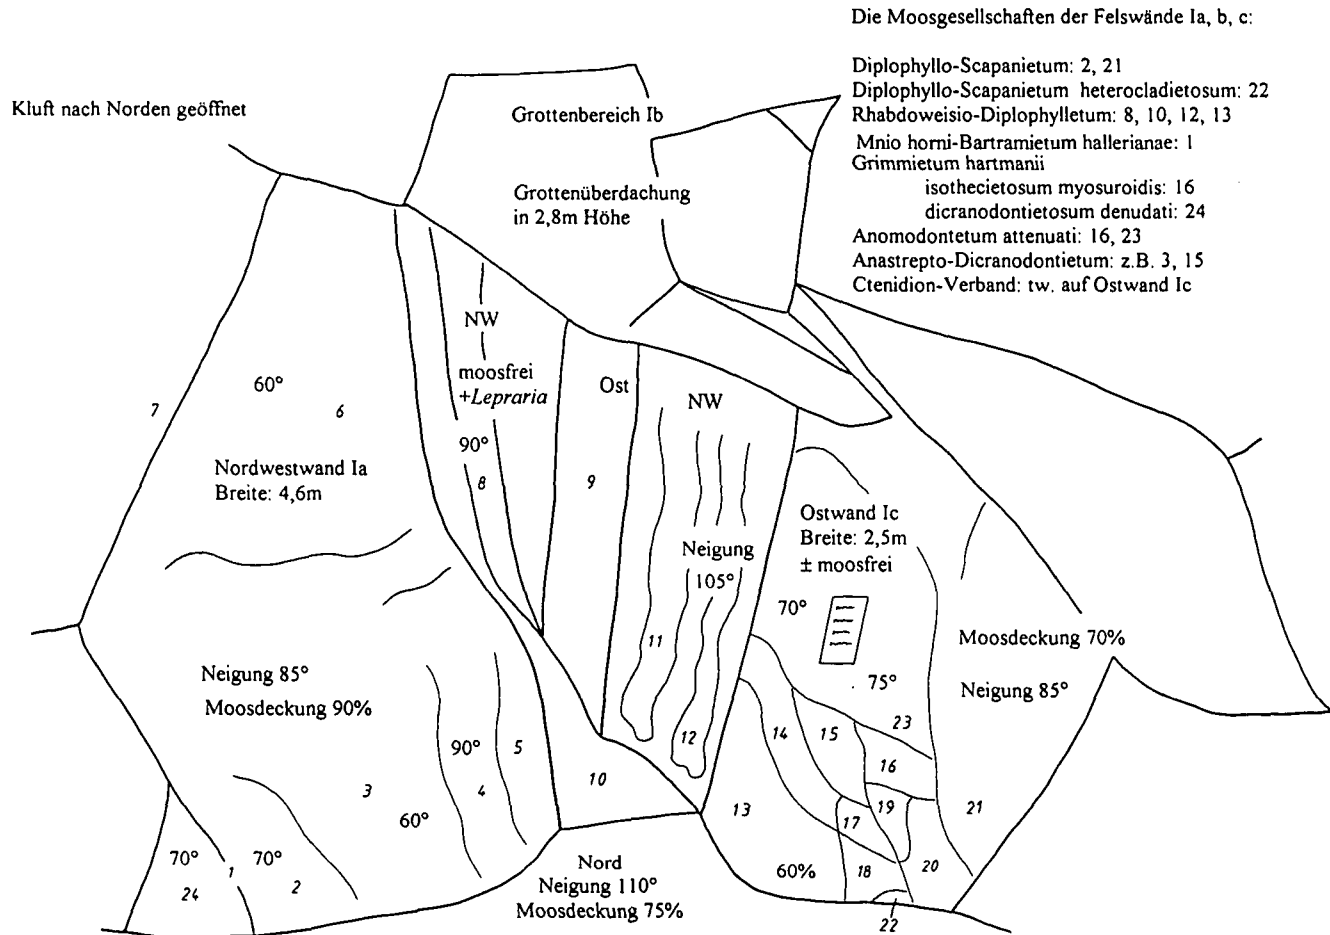 Die Moosgesellschaften der Felswände Ia, b, c:
Diplophyllo-Scapanietum: 2, 21
Diplophyllo-Scapanietum heterocladietosum: 22
Rhabdoweisio-Diplophylletum: 8, 10, 12, 13
Mnio horni-Bartramietum hallerianae: 1
Grimmietum hartmanii
isothecietosum myosuroidis: 16
dicranodontietosum denudati: 24
Anomodontetum attenuati: 16, 23
Anastrepto-Dicranodontietum: z.B. 3, 15
Ctenidion-Verband: tw. auf Ostwand Ic
Kluft nach Norden geöffnet
Grottenbereich Ib
Grottenüberdachung
in 2,8m Höhe
NW
moosfrei
+Lepraria
90°
8
Ost
9
NW
Neigung
105°
11
12
60°
7
6
Nordwestwand Ia
Breite: 4,6m
Neigung 85°
Moosdeckung 90%
90°
5
3
4
60°
70°
24
1
70°
2
10
Nord
Neigung 110°
Moosdeckung 75%
Ostwand Ic
Breite: 2,5m
± moosfrei
70°
75°
Moosdeckung 70%
Neigung 85°
23
14
15
16
13
17
19
21
60%
18
20
22